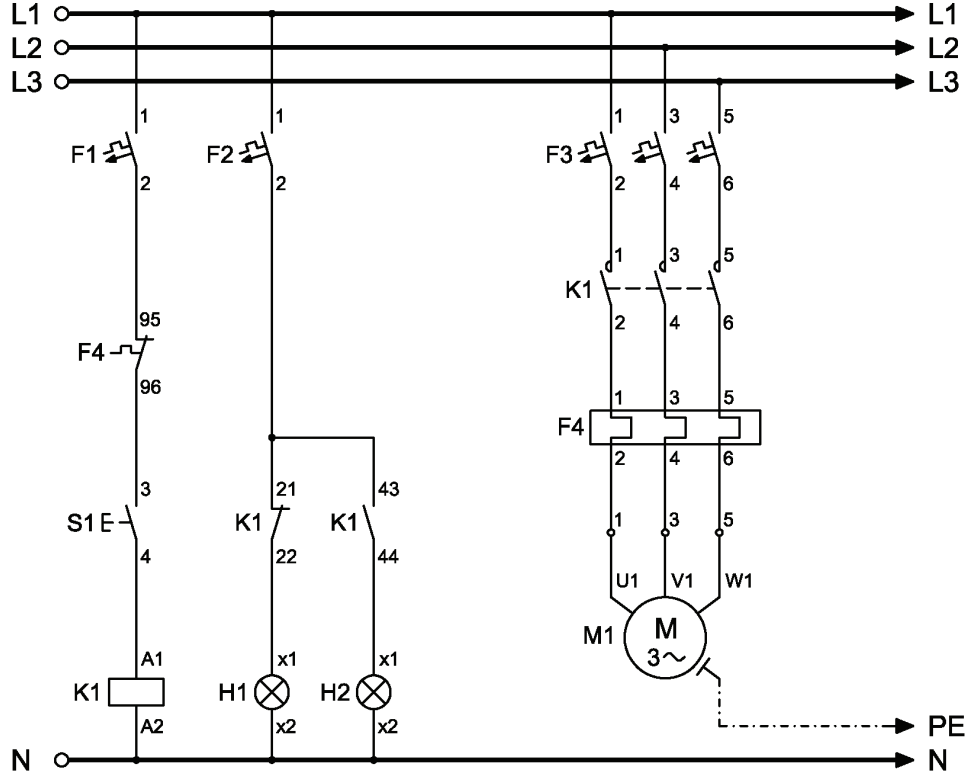 L1 L1
L2 L2
L3 L3
1 1 1 3 5
F1 F2 F3
2 2 2 4 6
1 3 5
K1
2 4 6
95
F4
96
1 3 5
F4
2 4 6
3 21 43
S1 K1 K1 1 3 5
4 22 44
U1 V1 W1
M1 M
3~
A1 x1 x1
K1 H1 H2
A2 x2 x2
PE
N N